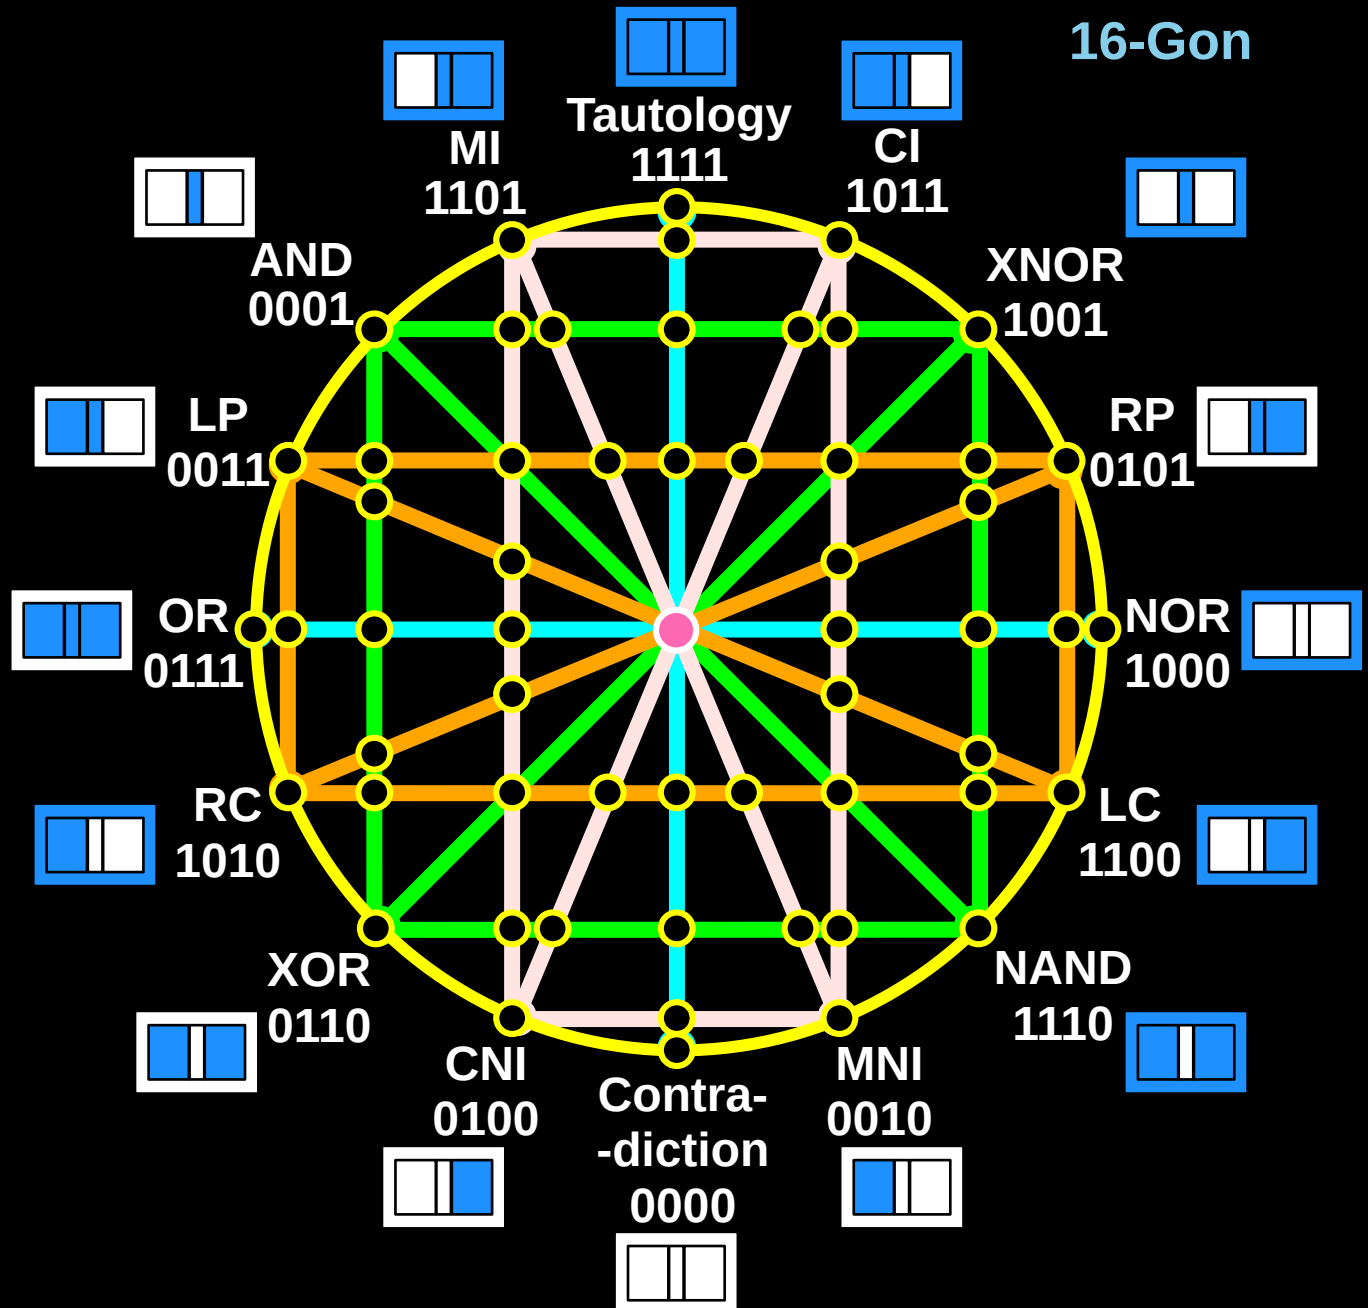 16-Gon
Tautology
1111
MI
1101
CI
1011
AND
0001
XNOR
1001
LP
0011
RP
0101
OR
0111
NOR
1000
RC
1010
LC
1100
XOR
0110
NAND
1110
CNI
0100
Contra-
-diction
0000
MNI
0010